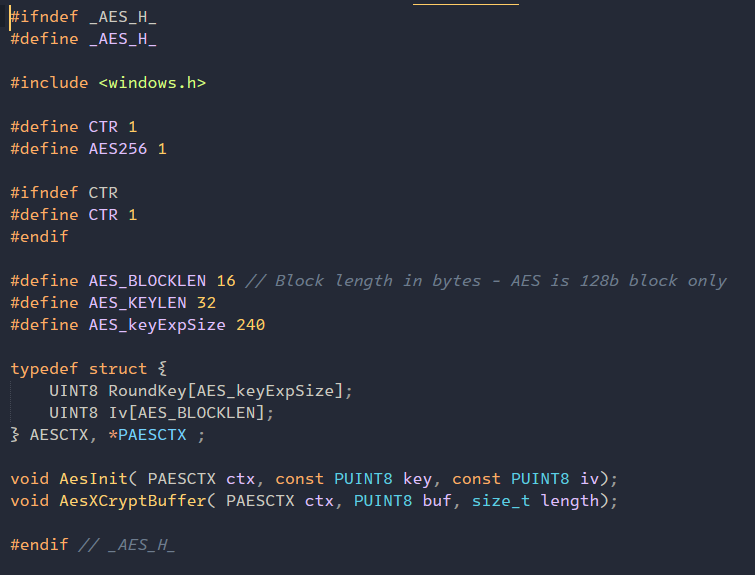 #ifndef _AES_H_
#define _AES_H_
#include <windows.h>
#define CTR 1
#define AES256 1
#ifndef CTR
#define CTR 1
#endif
#define AES_BLOCKLEN 16 // Block length in bytes - AES is 128b block only
#define AES_KEYLEN 32
#define AES_keyExpSize 240
typedef struct {
    UINT8 RoundKey[AES_keyExpSize];
    UINT8 Iv[AES_BLOCKLEN];
} AESCTX, *PAESCTX ;
void AesInit( PAESCTX ctx, const PUINT8 key, const PUINT8 iv);
void AesXCryptBuffer( PAESCTX ctx, PUINT8 buf, size_t length);
#endif // _AES_H_